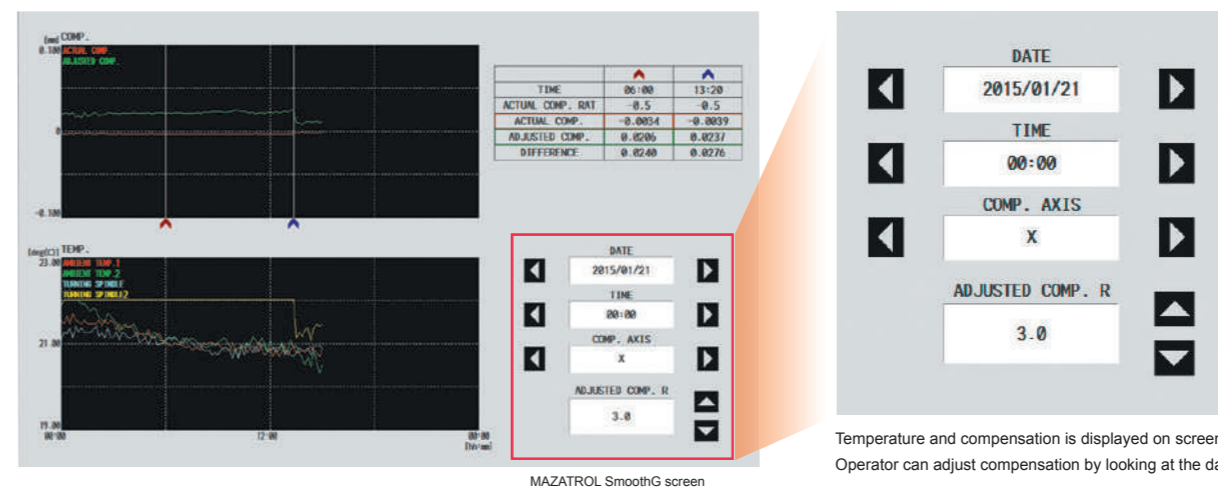 [mm] COMP.
0.100 ACTUAL COMP.
ADJUSTED COMP.
0
-0.100
TIME 06:00 13:20
ACTUAL COMP. RAT -0.5 -0.5
ACTUAL COMP. -0.0034 -0.0039
ADJUSTED COMP. 0.0206 0.0237
DIFFERENCE 0.0240 0.0276
TEMP.
23.00 AMBIENT TEMP.1
AMBIENT TEMP.2
TURNING SPINDLE
TURNING SPINDLE2
21.00
19.00
00:00 12:00 00:00
[hh:mm]
DATE
2015/01/21
TIME
00:00
COMP. AXIS
X
ADJUSTED COMP. R
3.0
MAZATROL SmoothG screen
DATE
2015/01/21
TIME
00:00
COMP. AXIS
X
ADJUSTED COMP. R
3.0
Temperature and compensation is displayed on screen
Operator can adjust compensation by looking at the da